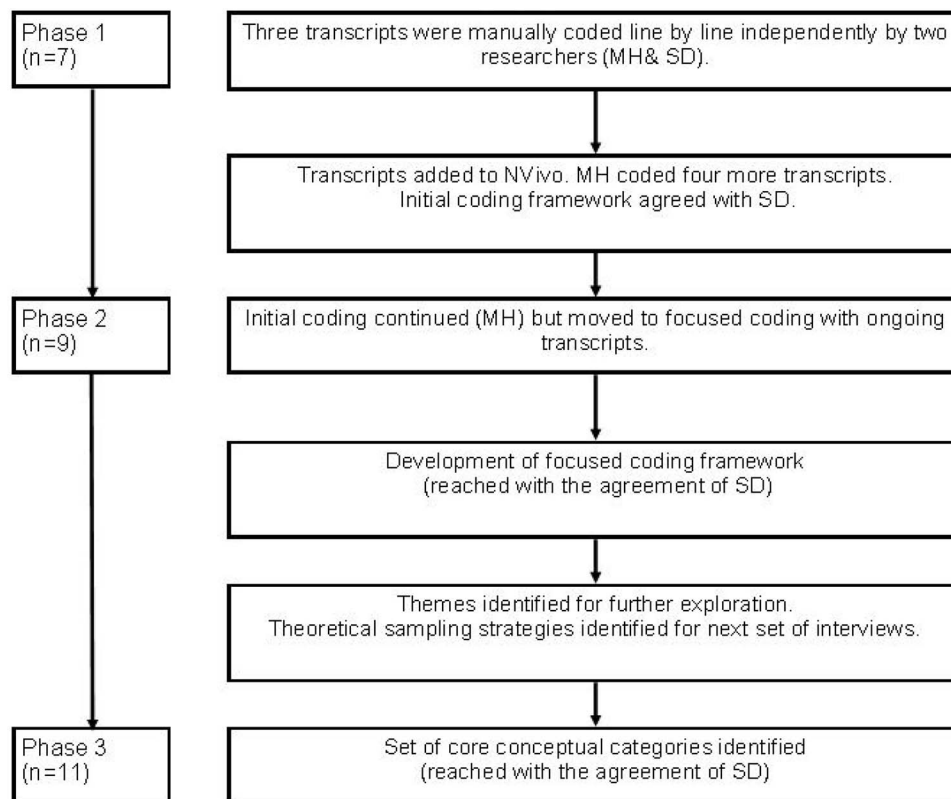 Phase 1
(n=7)
Three transcripts were manually coded line by line independently by two
researchers (MH& SD).
Transcripts added to NVivo. MH coded four more transcripts.
Initial coding framework agreed with SD.
Phase 2
(n=9)
Initial coding continued (MH) but moved to focused coding with ongoing
transcripts.
Development of focused coding framework
(reached with the agreement of SD)
Themes identified for further exploration.
Theoretical sampling strategies identified for next set of interviews.
Phase 3
(n=11)
Set of core conceptual categories identified
(reached with the agreement of SD)